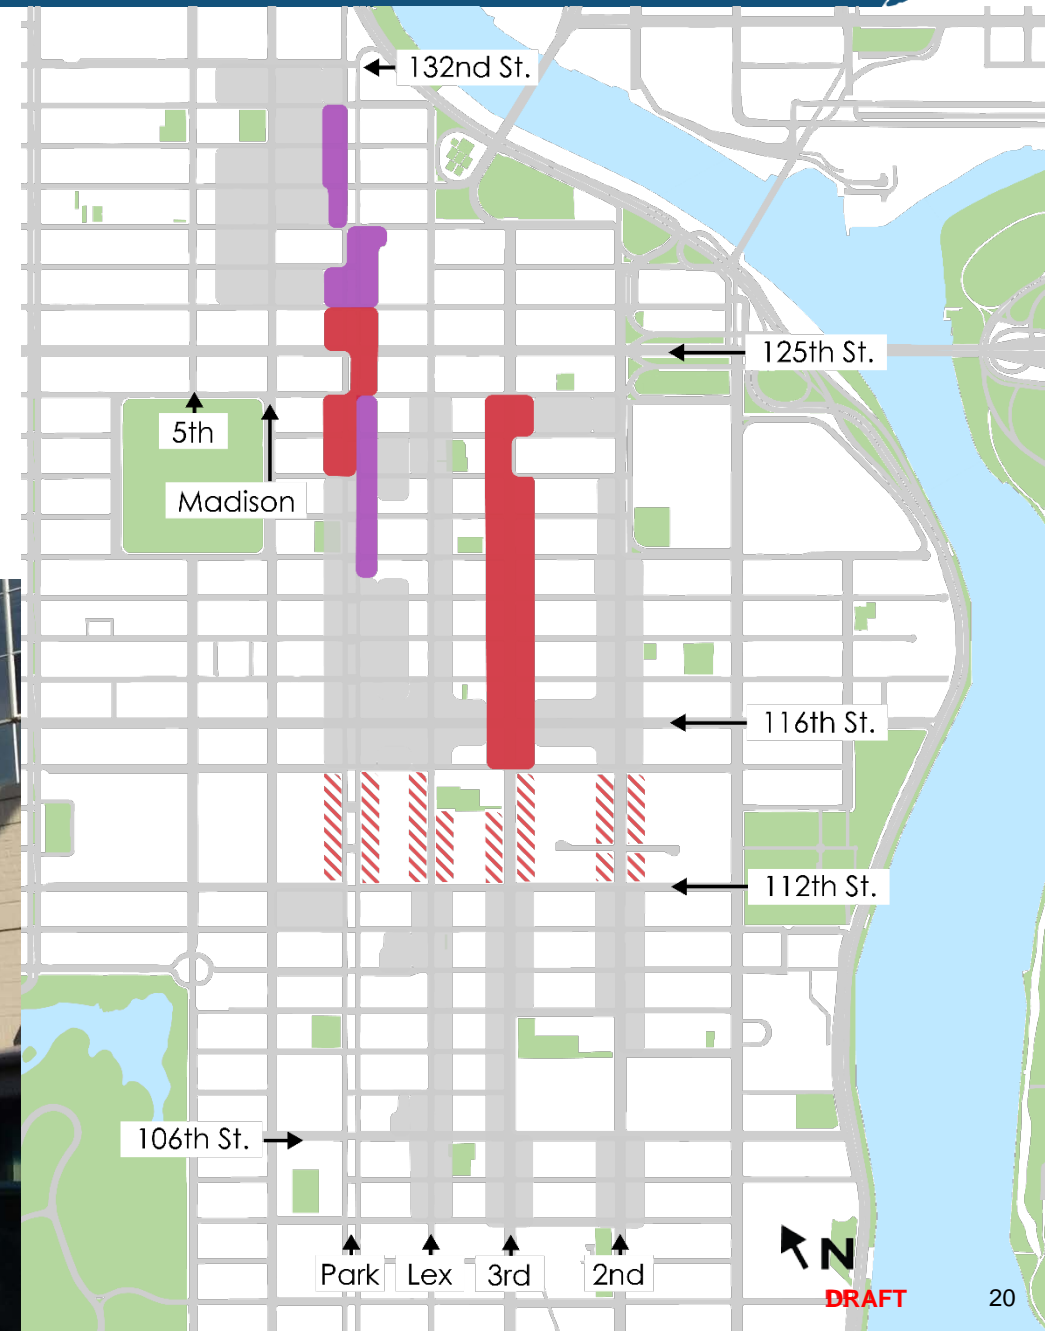 132nd St.
125th St.
5th
Madison
116th St.
112th St.
106th St.
Park
Lex
3rd
2nd
N
DRAFT
20